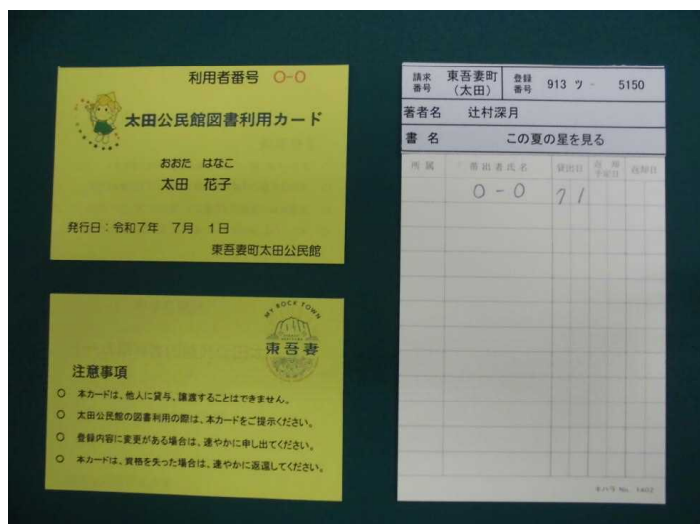 利用者番号 〇-〇
太田公民館図書利用カード
おおた はなこ
太田 花子
発行日：令和7年 7月 1日
東吾妻町太田公民館
MY ROCK TOWN
東吾妻
注意事項
○ 本カードは、他人に貸与、譲渡することはできません。
○ 太田公民館の図書利用の際は、本カードをご提示ください。
○ 登録内容に変更がある場合は、速やかに申し出てください。
○ 本カードは、資格を失った場合は、速やかに返還してください。
請求番号 東吾妻町（太田） 登録番号 913 ツ - 5150
著者名 辻村深月
書名 この夏の星を見る
所属 帯出者氏名 貸出日 返却予定日 返却日
〇-〇 7 1
キハラ No. 1402